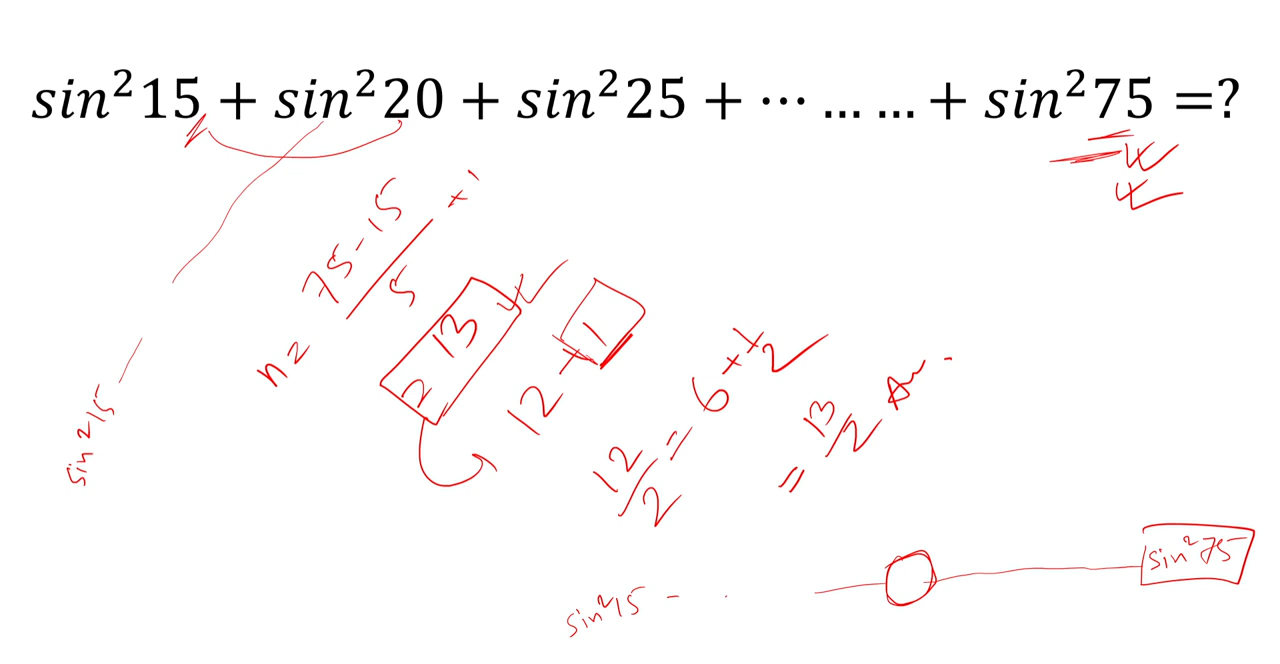 sin²15 + sin²20 + sin²25 + ⋯ … … + sin²75 =?
n = 75-15/5 +1
= 13
12 + 1
12/2 = 6 + 1/2
= 13/2 Ans.
sin²15 —
sin²15 - .
sin²75